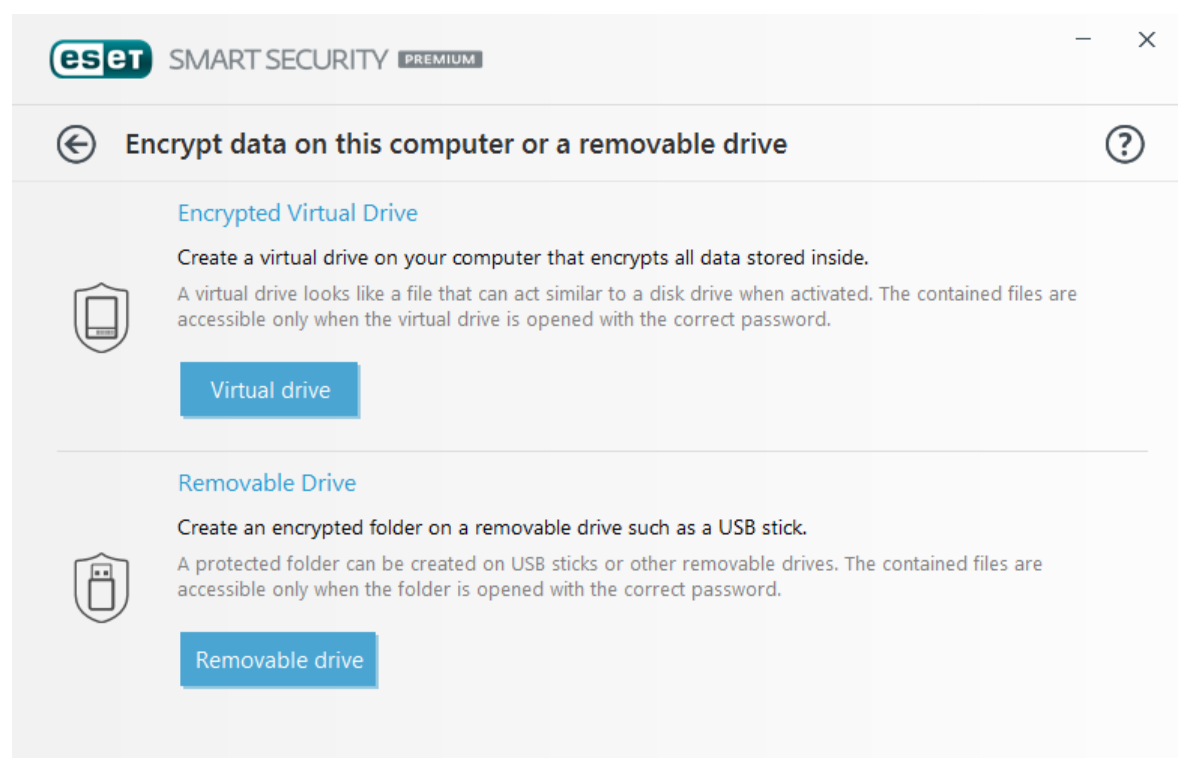 eset SMART SECURITY PREMIUM
Encrypt data on this computer or a removable drive
?
Encrypted Virtual Drive
Create a virtual drive on your computer that encrypts all data stored inside.
A virtual drive looks like a file that can act similar to a disk drive when activated. The contained files are
accessible only when the virtual drive is opened with the correct password.
Virtual drive
Removable Drive
Create an encrypted folder on a removable drive such as a USB stick.
A protected folder can be created on USB sticks or other removable drives. The contained files are
accessible only when the folder is opened with the correct password.
Removable drive